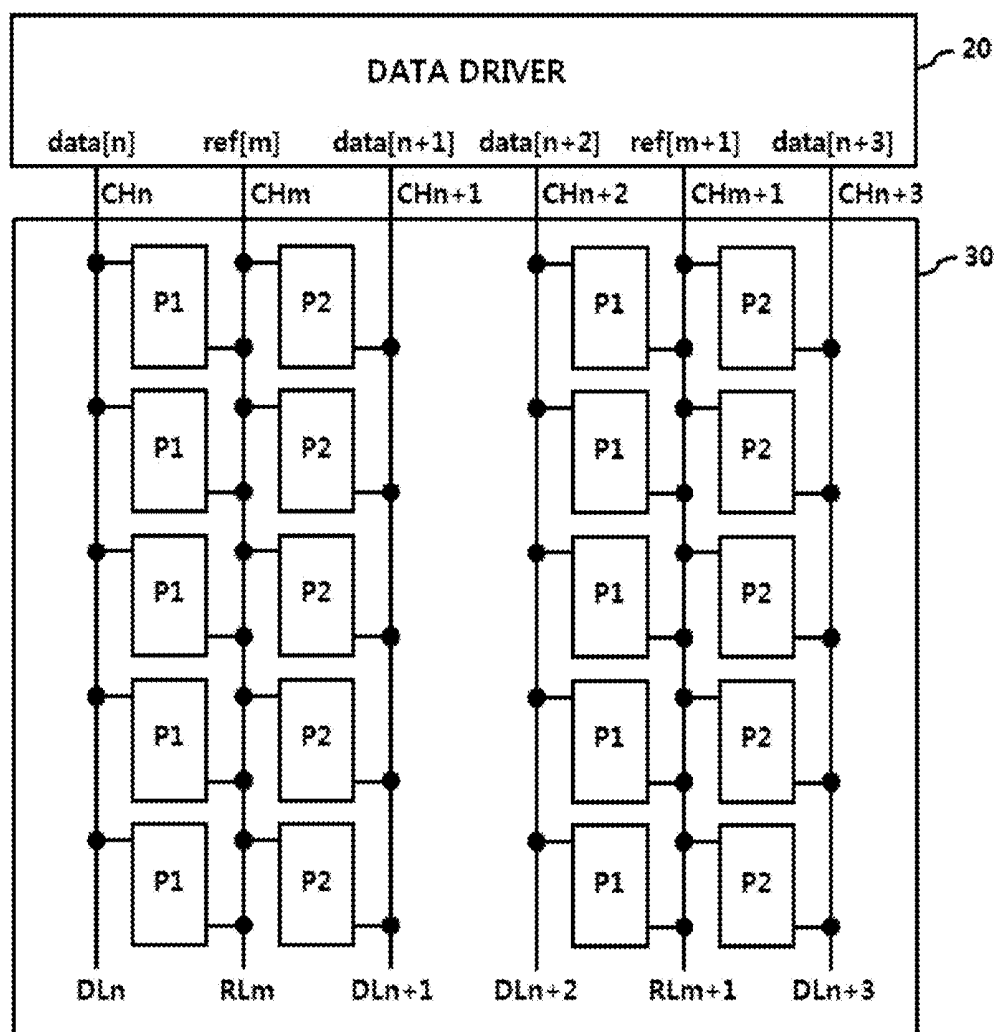 DATA DRIVER
20
data[n] ref[m] data[n+1] data[n+2] ref[m+1] data[n+3]
CHn CHm CHn+1 CHn+2 CHm+1 CHn+3
30
P1 P2 P1 P2
P1 P2 P1 P2
P1 P2 P1 P2
P1 P2 P1 P2
P1 P2 P1 P2
DLn RLm DLn+1 DLn+2 RLm+1 DLn+3